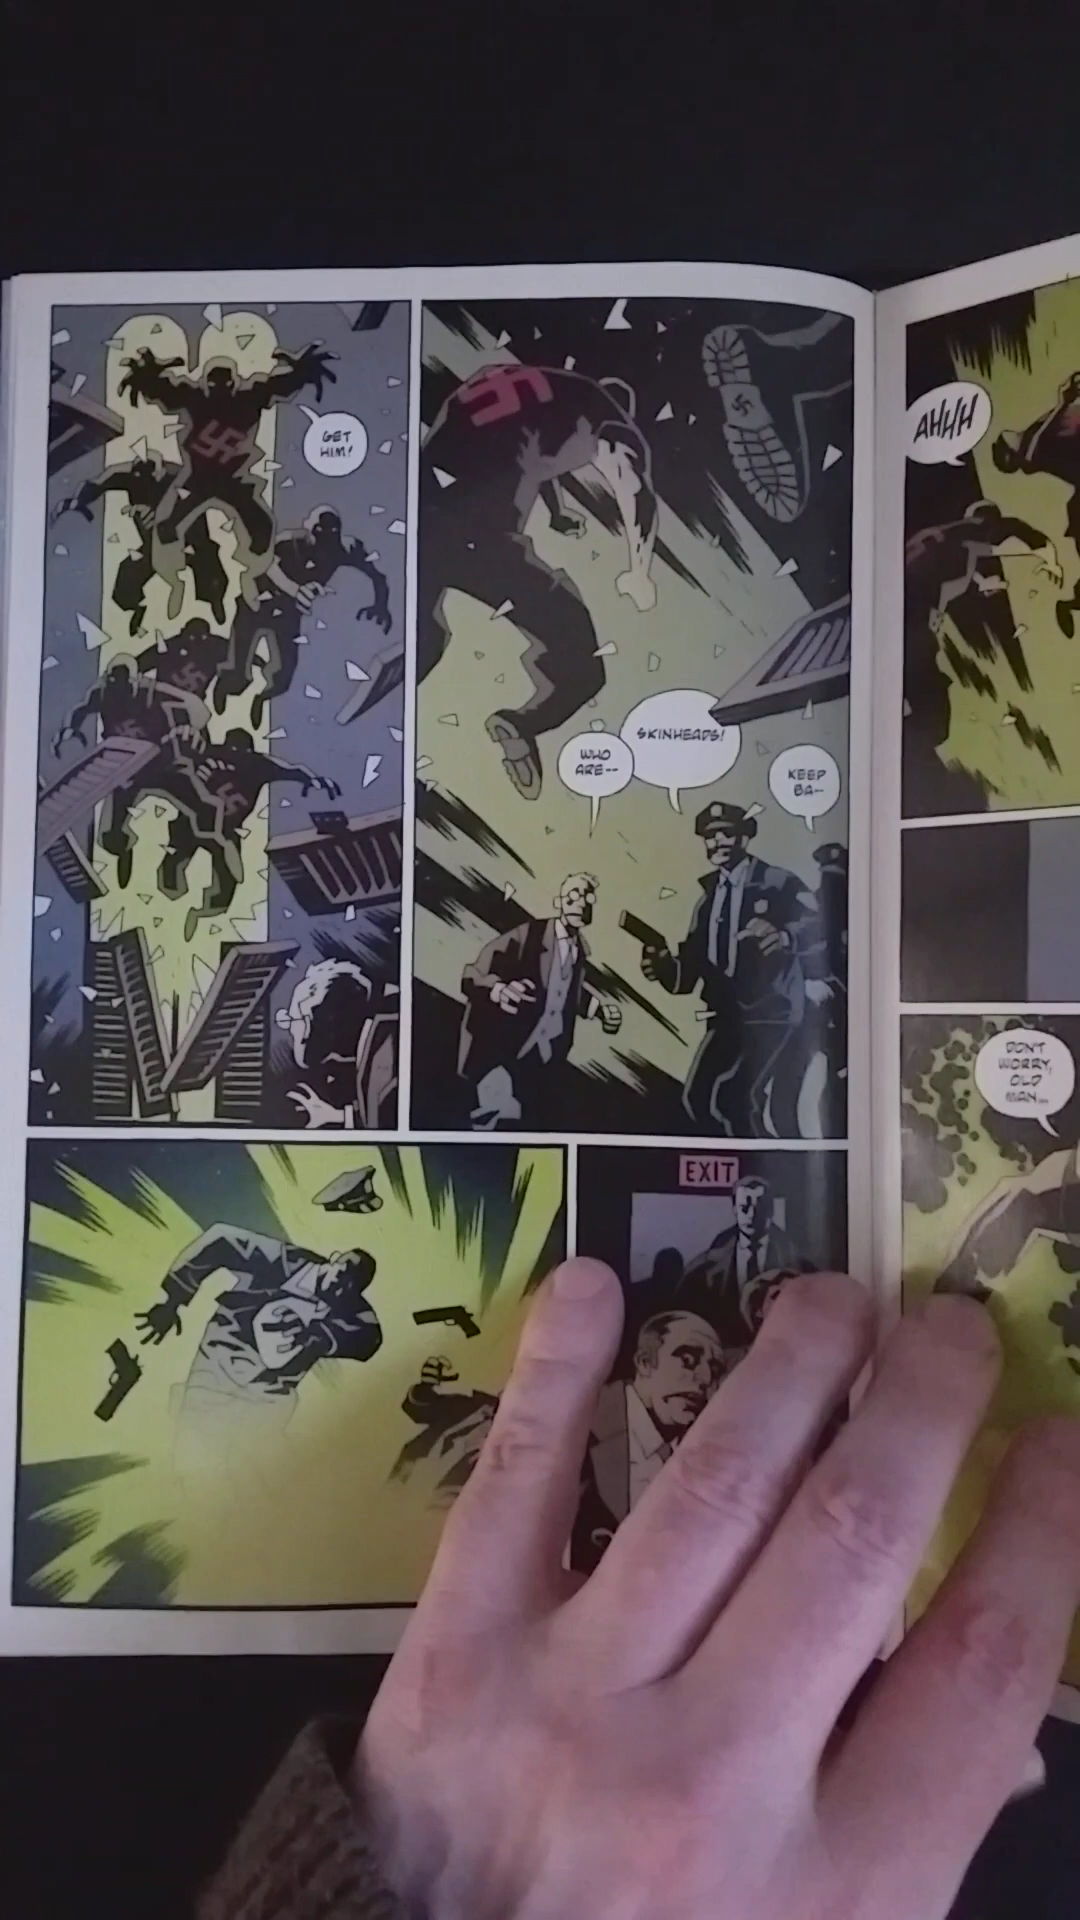 GET
HIM!
SKINHEADS!
WHO
ARE--
KEEP
BA--
EXIT
AHHH
DON'T
WORRY,
OLD
MAN...